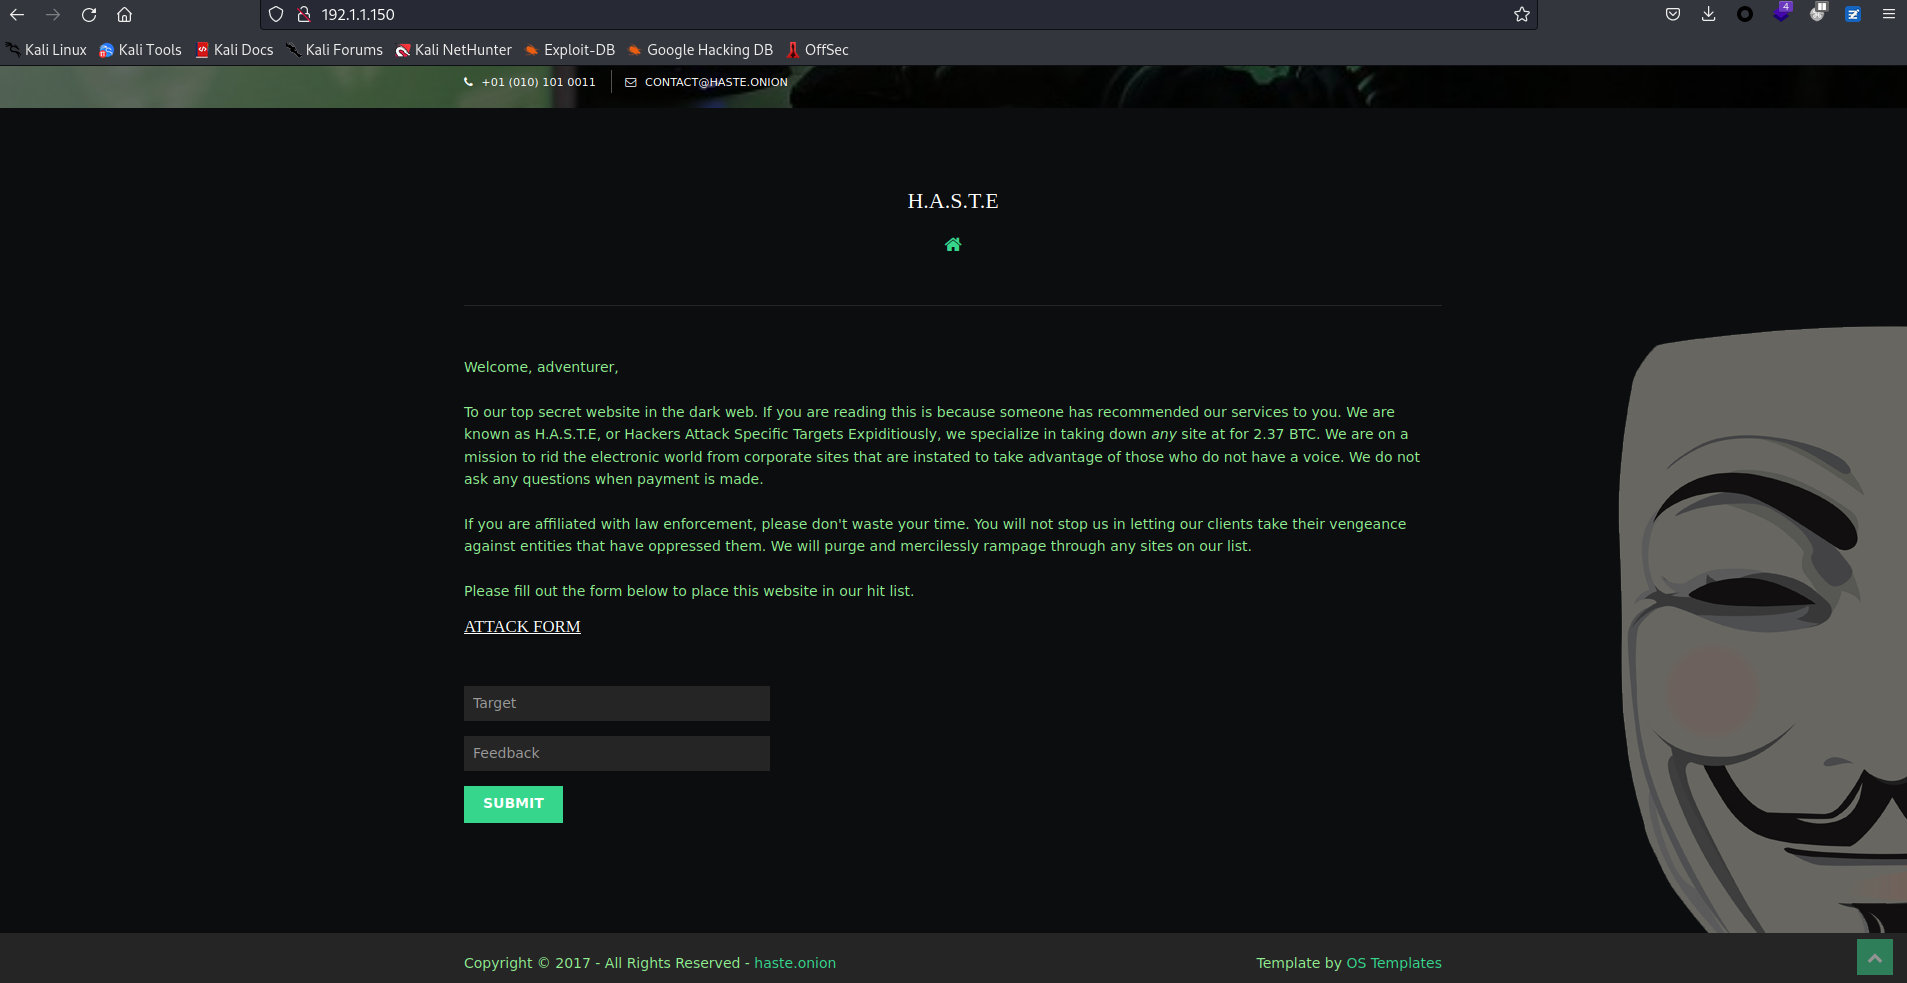 192.1.1.150
4
Kali Linux Kali Tools Kali Docs Kali Forums Kali NetHunter Exploit-DB Google Hacking DB OffSec
+01 (010) 101 0011 CONTACT@HASTE.ONION
H.A.S.T.E
Welcome, adventurer,
To our top secret website in the dark web. If you are reading this is because someone has recommended our services to you. We are
known as H.A.S.T.E, or Hackers Attack Specific Targets Expiditiously, we specialize in taking down any site at for 2.37 BTC. We are on a
mission to rid the electronic world from corporate sites that are instated to take advantage of those who do not have a voice. We do not
ask any questions when payment is made.
If you are affiliated with law enforcement, please don't waste your time. You will not stop us in letting our clients take their vengeance
against entities that have oppressed them. We will purge and mercilessly rampage through any sites on our list.
Please fill out the form below to place this website in our hit list.
ATTACK FORM
Target
Feedback
SUBMIT
Copyright © 2017 - All Rights Reserved - haste.onion Template by OS Templates